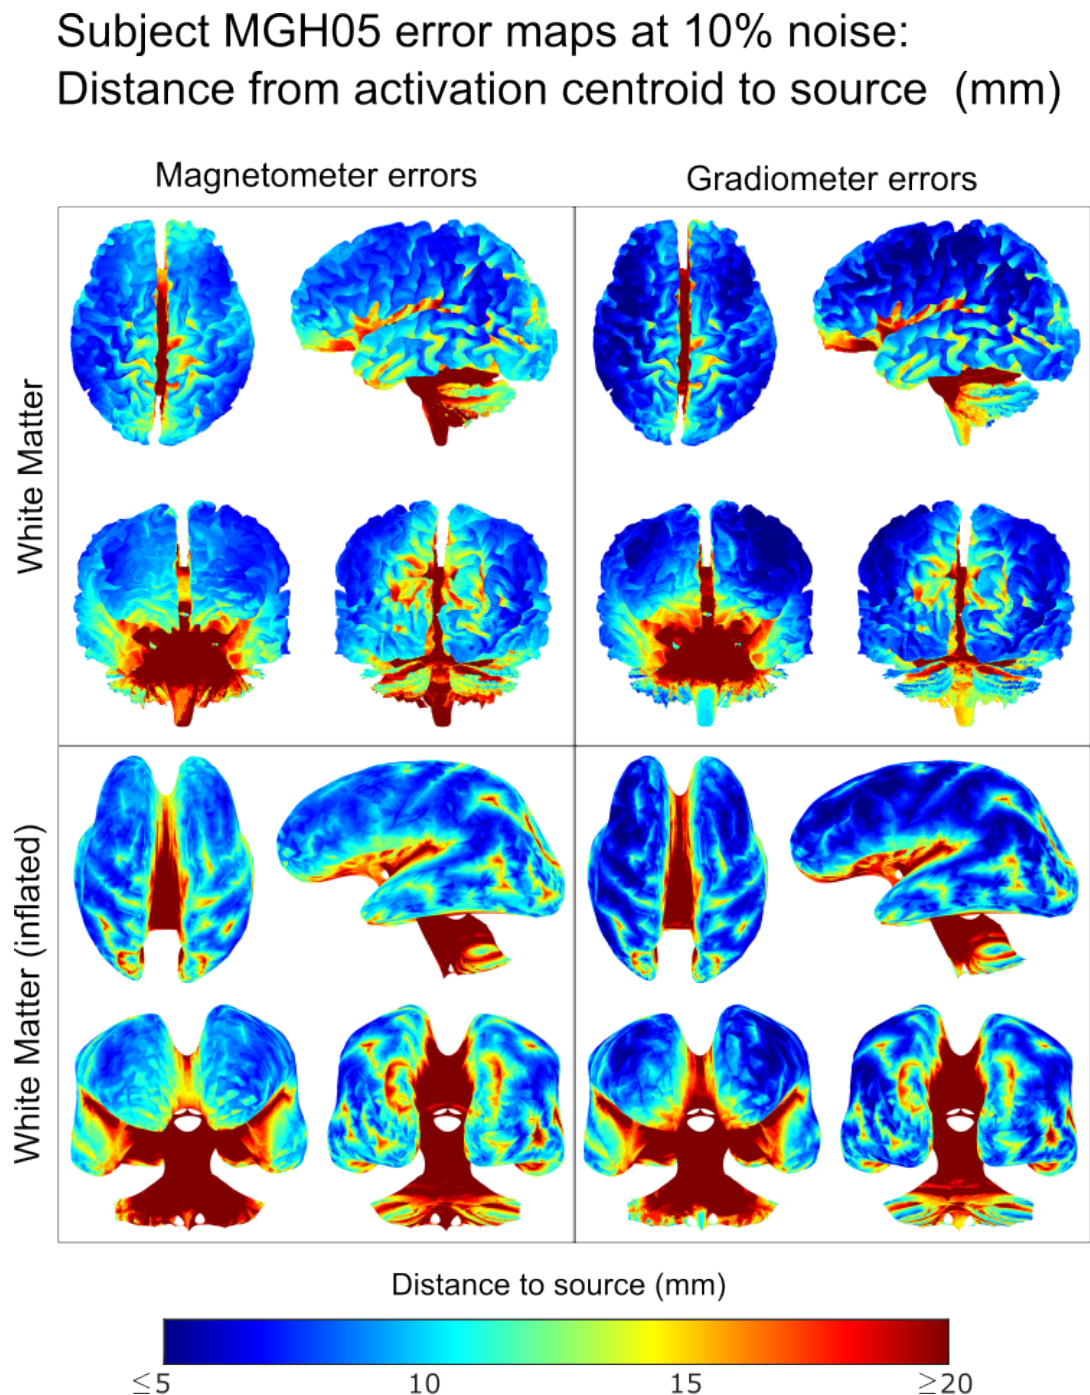 Subject MGH05 error maps at 10% noise:
Distance from activation centroid to source (mm)
Magnetometer errors
Gradiometer errors
White Matter
White Matter (inflated)
Distance to source (mm)
≤5
10
15
≥20